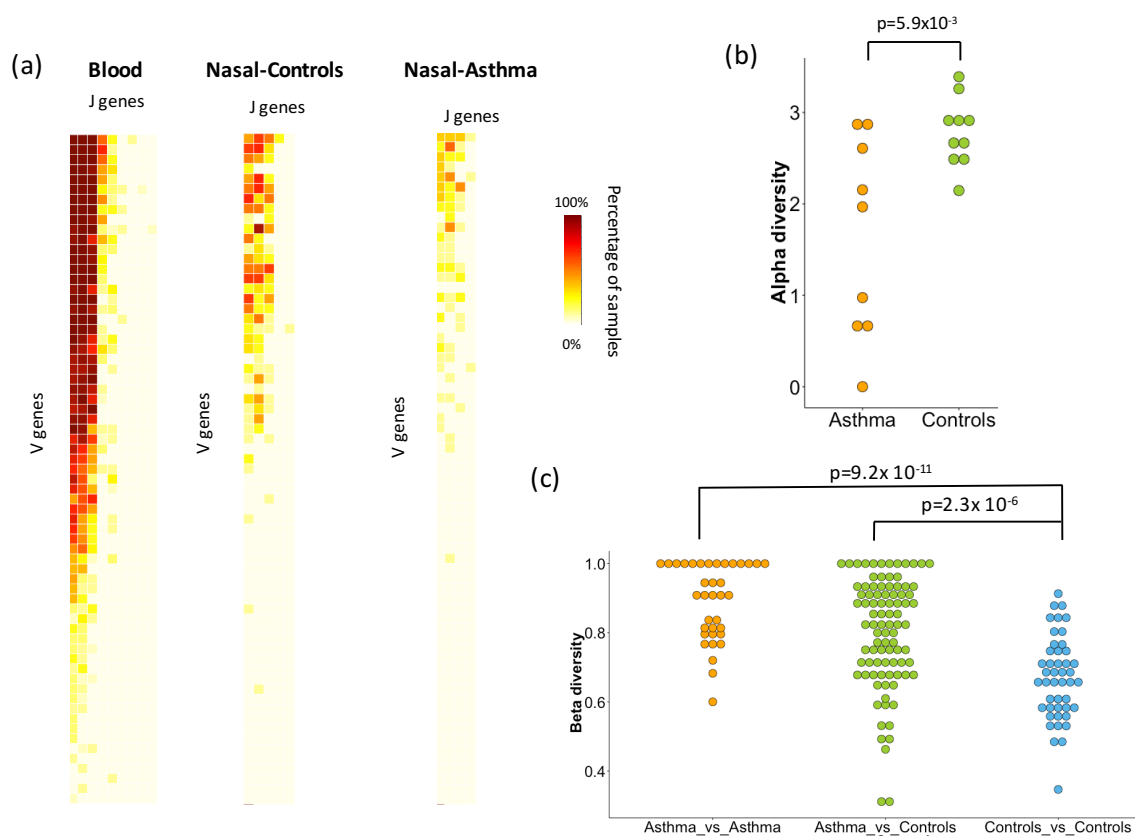 (a)
Blood
Nasal-Controls
Nasal-Asthma
J genes
J genes
J genes
V genes
V genes
V genes
100%
0%
Percentage of samples
(b)
p=5.9x10⁻³
Alpha diversity
3
2
1
0
Asthma
Controls
(c)
p=9.2x 10⁻¹¹
p=2.3x 10⁻⁶
Beta diversity
1.0
0.8
0.6
0.4
Asthma_vs_Asthma
Asthma_vs_Controls
Controls_vs_Controls